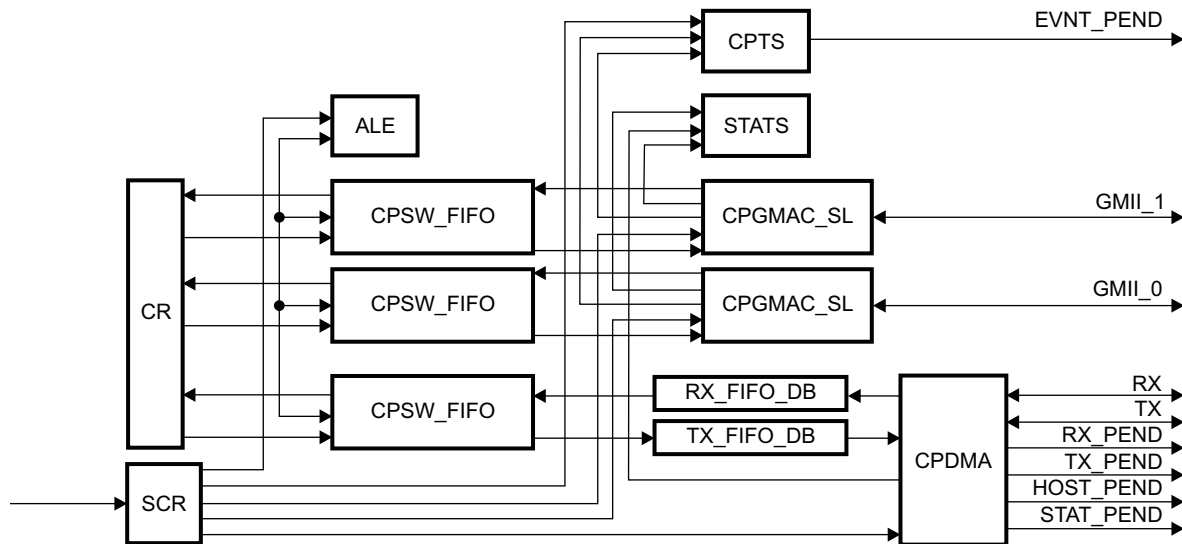 EVNT_PEND
CPTS
ALE
STATS
CPSW_FIFO
CPGMAC_SL
GMII_1
CR
CPSW_FIFO
CPGMAC_SL
GMII_0
CPSW_FIFO
RX_FIFO_DB
TX_FIFO_DB
CPDMA
RX
TX
RX_PEND
TX_PEND
HOST_PEND
STAT_PEND
SCR